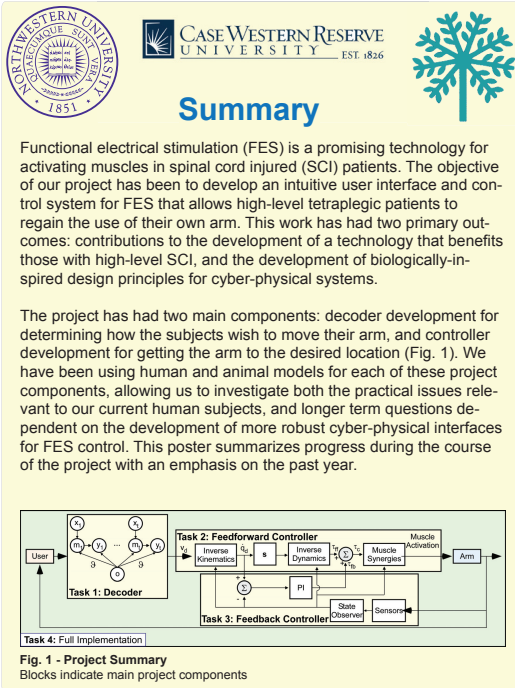 NORTHWESTERN UNIVERSITY
QUAECUMQUE SUNT VERA
1851
CASE WESTERN RESERVE
UNIVERSITY EST. 1826
Summary
Functional electrical stimulation (FES) is a promising technology for
activating muscles in spinal cord injured (SCI) patients. The objective
of our project has been to develop an intuitive user interface and con-
trol system for FES that allows high-level tetraplegic patients to
regain the use of their own arm. This work has had two primary out-
comes: contributions to the development of a technology that benefits
those with high-level SCI, and the development of biologically-in-
spired design principles for cyber-physical systems.
The project has had two main components: decoder development for
determining how the subjects wish to move their arm, and controller
development for getting the arm to the desired location (Fig. 1). We
have been using human and animal models for each of these project
components, allowing us to investigate both the practical issues rele-
vant to our current human subjects, and longer term questions de-
pendent on the development of more robust cyber-physical interfaces
for FES control. This poster summarizes progress during the course
of the project with an emphasis on the past year.
x₁ x_t
m₁ y₁ ... m_t y_t
ϑ ϑ
o
Task 1: Decoder
User
Task 2: Feedforward Controller
Muscle
Activation
v_d
Inverse
Kinematics
q̇_d
s
Inverse
Dynamics
τ_ff
+
Σ
τ_c
+
τ_fb
Muscle
Synergies
Arm
+
Σ
-
PI
Task 3: Feedback Controller
State
Observer
Sensors
Task 4: Full Implementation
Fig. 1 - Project Summary
Blocks indicate main project components